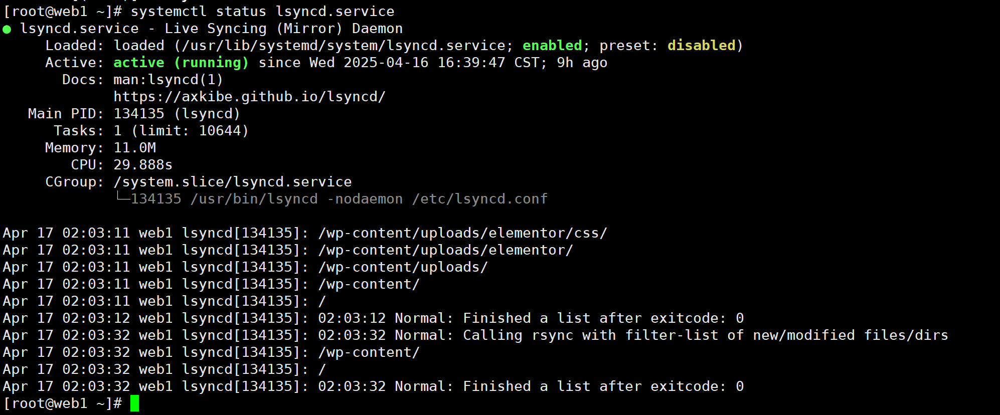 [root@web1 ~]# systemctl status lsyncd.service
● lsyncd.service - Live Syncing (Mirror) Daemon
     Loaded: loaded (/usr/lib/systemd/system/lsyncd.service; enabled; preset: disabled)
     Active: active (running) since Wed 2025-04-16 16:39:47 CST; 9h ago
       Docs: man:lsyncd(1)
             https://axkibe.github.io/lsyncd/
   Main PID: 134135 (lsyncd)
      Tasks: 1 (limit: 10644)
     Memory: 11.0M
        CPU: 29.888s
     CGroup: /system.slice/lsyncd.service
             └─134135 /usr/bin/lsyncd -nodaemon /etc/lsyncd.conf

Apr 17 02:03:11 web1 lsyncd[134135]: /wp-content/uploads/elementor/css/
Apr 17 02:03:11 web1 lsyncd[134135]: /wp-content/uploads/elementor/
Apr 17 02:03:11 web1 lsyncd[134135]: /wp-content/uploads/
Apr 17 02:03:11 web1 lsyncd[134135]: /wp-content/
Apr 17 02:03:11 web1 lsyncd[134135]: /
Apr 17 02:03:12 web1 lsyncd[134135]: 02:03:12 Normal: Finished a list after exitcode: 0
Apr 17 02:03:32 web1 lsyncd[134135]: 02:03:32 Normal: Calling rsync with filter-list of new/modified files/dirs
Apr 17 02:03:32 web1 lsyncd[134135]: /wp-content/
Apr 17 02:03:32 web1 lsyncd[134135]: /
Apr 17 02:03:32 web1 lsyncd[134135]: 02:03:32 Normal: Finished a list after exitcode: 0
[root@web1 ~]#